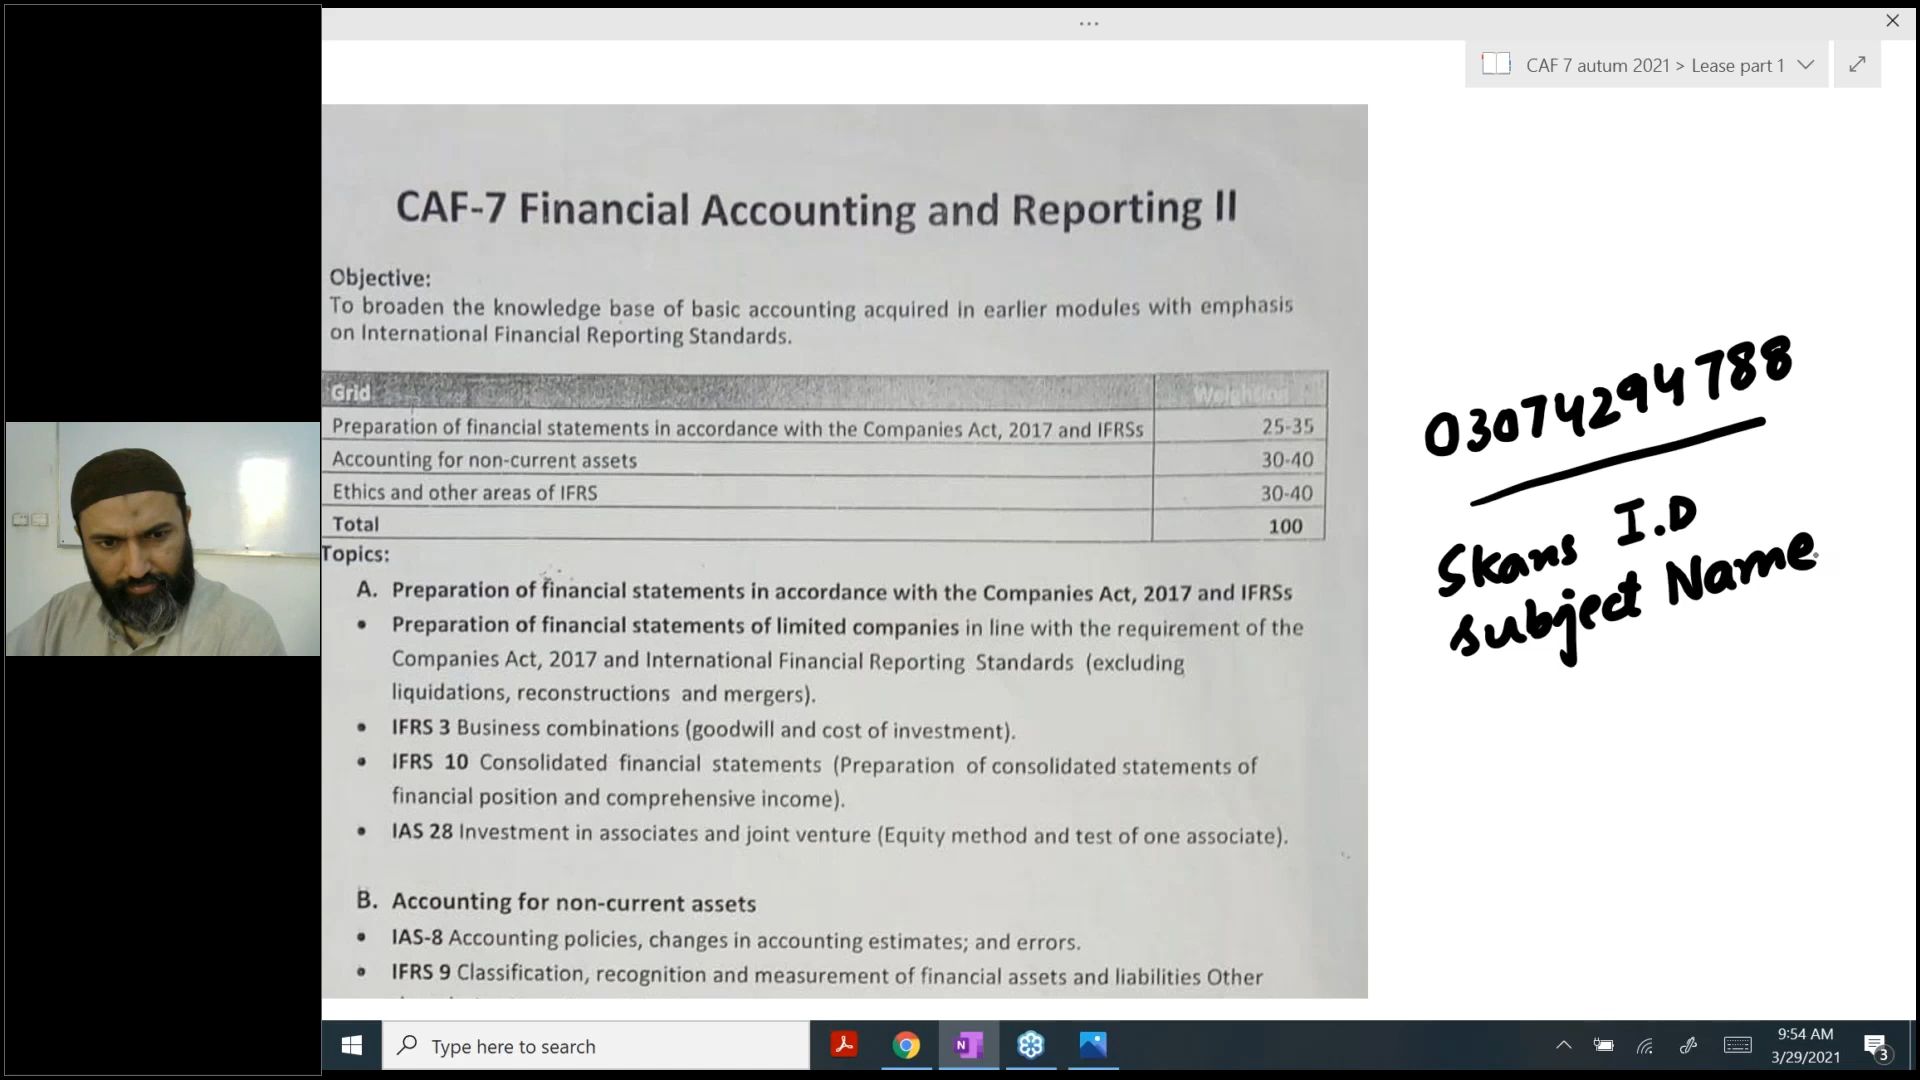 CAF 7 autum 2021 > Lease part 1
CAF-7 Financial Accounting and Reporting II
Objective:
To broaden the knowledge base of basic accounting acquired in earlier modules with emphasis
on International Financial Reporting Standards.
Grid Weighting
Preparation of financial statements in accordance with the Companies Act, 2017 and IFRSs 25-35
Accounting for non-current assets 30-40
Ethics and other areas of IFRS 30-40
Total 100
Topics:
A. Preparation of financial statements in accordance with the Companies Act, 2017 and IFRSs
• Preparation of financial statements of limited companies in line with the requirement of the
Companies Act, 2017 and International Financial Reporting Standards (excluding
liquidations, reconstructions and mergers).
• IFRS 3 Business combinations (goodwill and cost of investment).
• IFRS 10 Consolidated financial statements (Preparation of consolidated statements of
financial position and comprehensive income).
• IAS 28 Investment in associates and joint venture (Equity method and test of one associate).
B. Accounting for non-current assets
• IAS-8 Accounting policies, changes in accounting estimates; and errors.
• IFRS 9 Classification, recognition and measurement of financial assets and liabilities Other
03074294788
Skans I.D
Subject Name
Type here to search
9:54 AM
3/29/2021
3